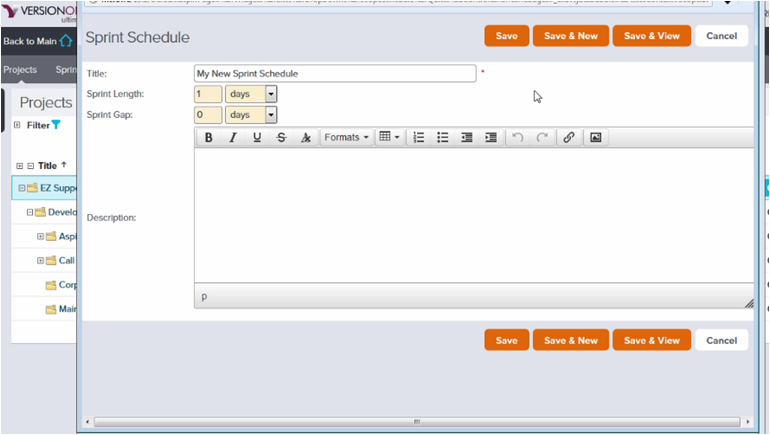 VERSIONO
ultim
Back to Main
Projects Sprin
Projects
Filter
Title
EZ Suppo
Develo
Aspi
Call
Corp
Main
Sprint Schedule
Save Save & New Save & View Cancel
Title: My New Sprint Schedule *
Sprint Length: 1 days
Sprint Gap: 0 days
B I U S A Formats
Description:
p
Save Save & New Save & View Cancel